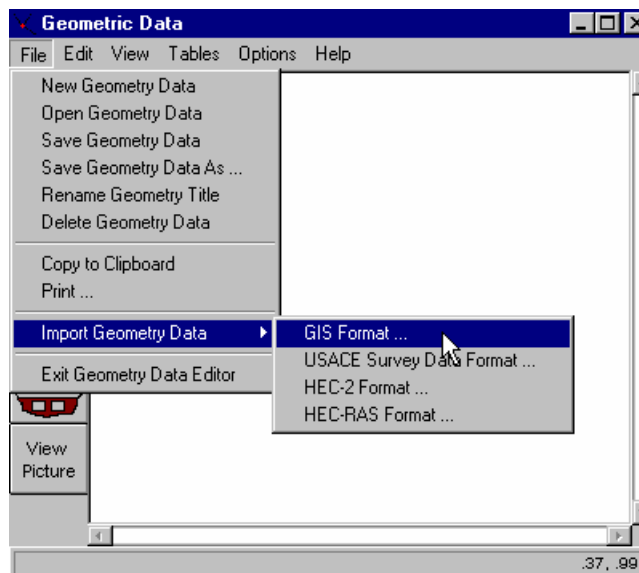 Geometric Data
File Edit View Tables Options Help
New Geometry Data
Open Geometry Data
Save Geometry Data
Save Geometry Data As ...
Rename Geometry Title
Delete Geometry Data
Copy to Clipboard
Print ...
Import Geometry Data
GIS Format ...
USACE Survey Data Format ...
HEC-2 Format ...
HEC-RAS Format ...
Exit Geometry Data Editor
View
Picture
.37, .99